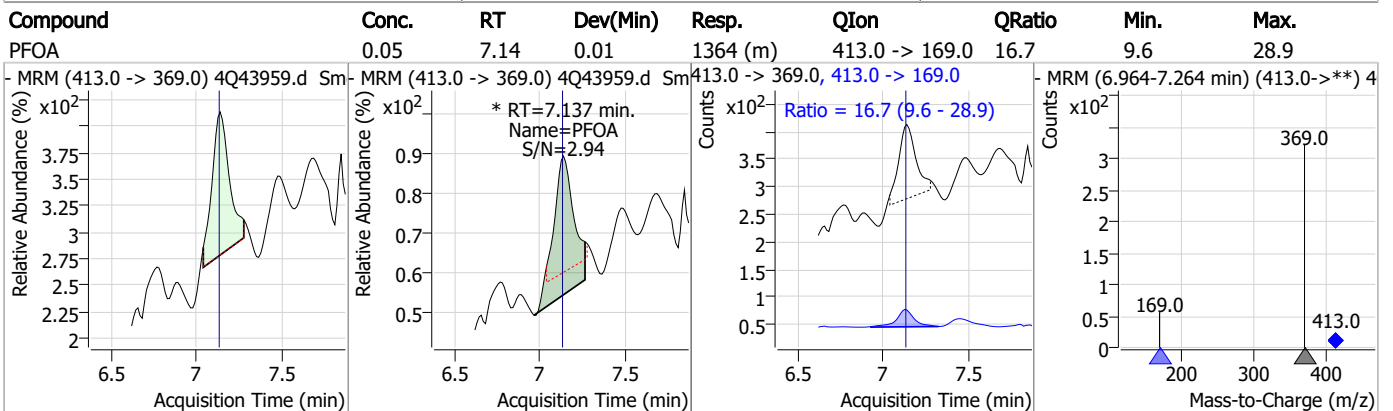 Compound Conc. RT Dev(Min) Resp. QIon QRatio Min. Max.
PFOA 0.05 7.14 0.01 1364 (m) 413.0 -> 169.0 16.7 9.6 28.9
- MRM (413.0 -> 369.0) 4Q43959.d Sm
x10²
Relative Abundance (%)
3.75
3.5
3.25
3
2.75
2.5
2.25
2
6.5 7 7.5
Acquisition Time (min)
- MRM (413.0 -> 369.0) 4Q43959.d Sm
x10²
* RT=7.137 min.
Name=PFOA
S/N=2.94
Relative Abundance (%)
0.9
0.8
0.7
0.6
0.5
6.5 7 7.5
Acquisition Time (min)
413.0 -> 369.0, 413.0 -> 169.0
x10²
Ratio = 16.7 (9.6 - 28.9)
Counts
3.5
3
2.5
2
1.5
1
0.5
6.5 7 7.5
Acquisition Time (min)
- MRM (6.964-7.264 min) (413.0->**) 4
x10²
Counts
369.0
3
2.5
2
1.5
1
0.5
0
169.0
413.0
200 300 400
Mass-to-Charge (m/z)